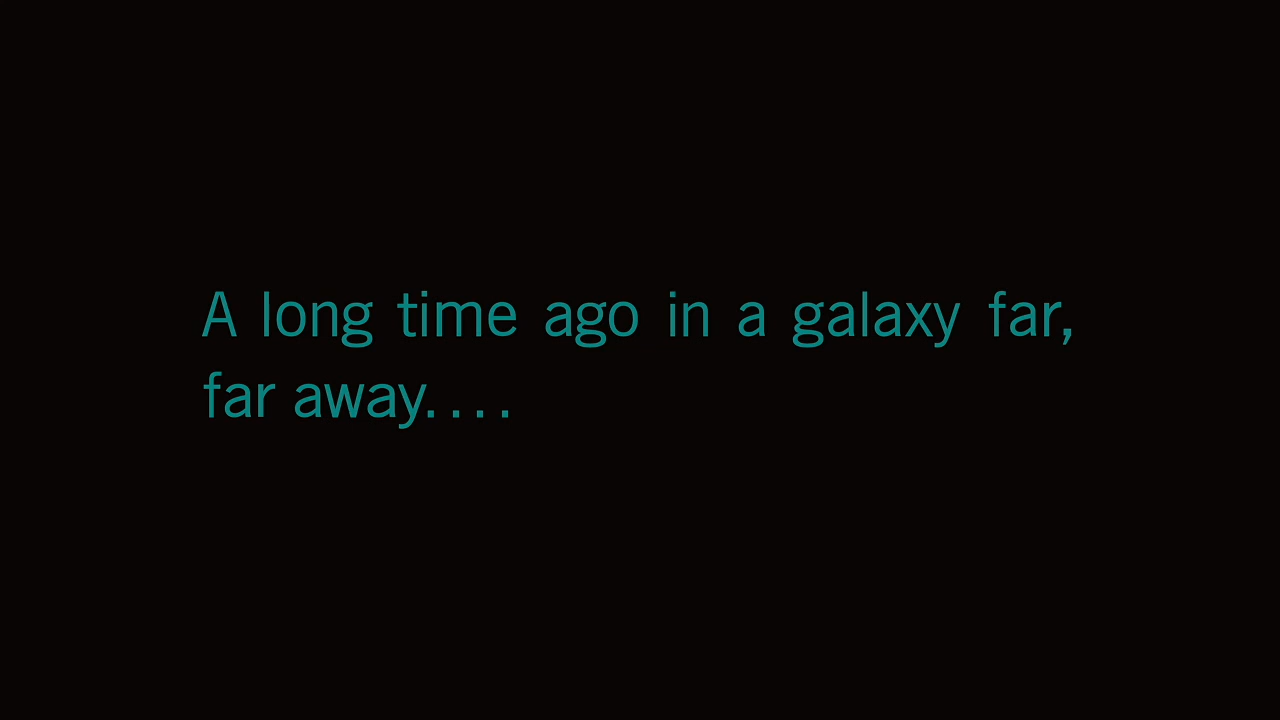 A long time ago in a galaxy far,
far away. . . .